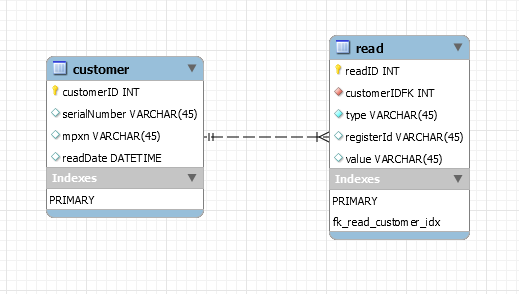 customer
customerID INT
serialNumber VARCHAR(45)
mpxn VARCHAR(45)
readDate DATETIME
Indexes
PRIMARY
read
readID INT
customerIDFK INT
type VARCHAR(45)
registerId VARCHAR(45)
value VARCHAR(45)
Indexes
PRIMARY
fk_read_customer_idx